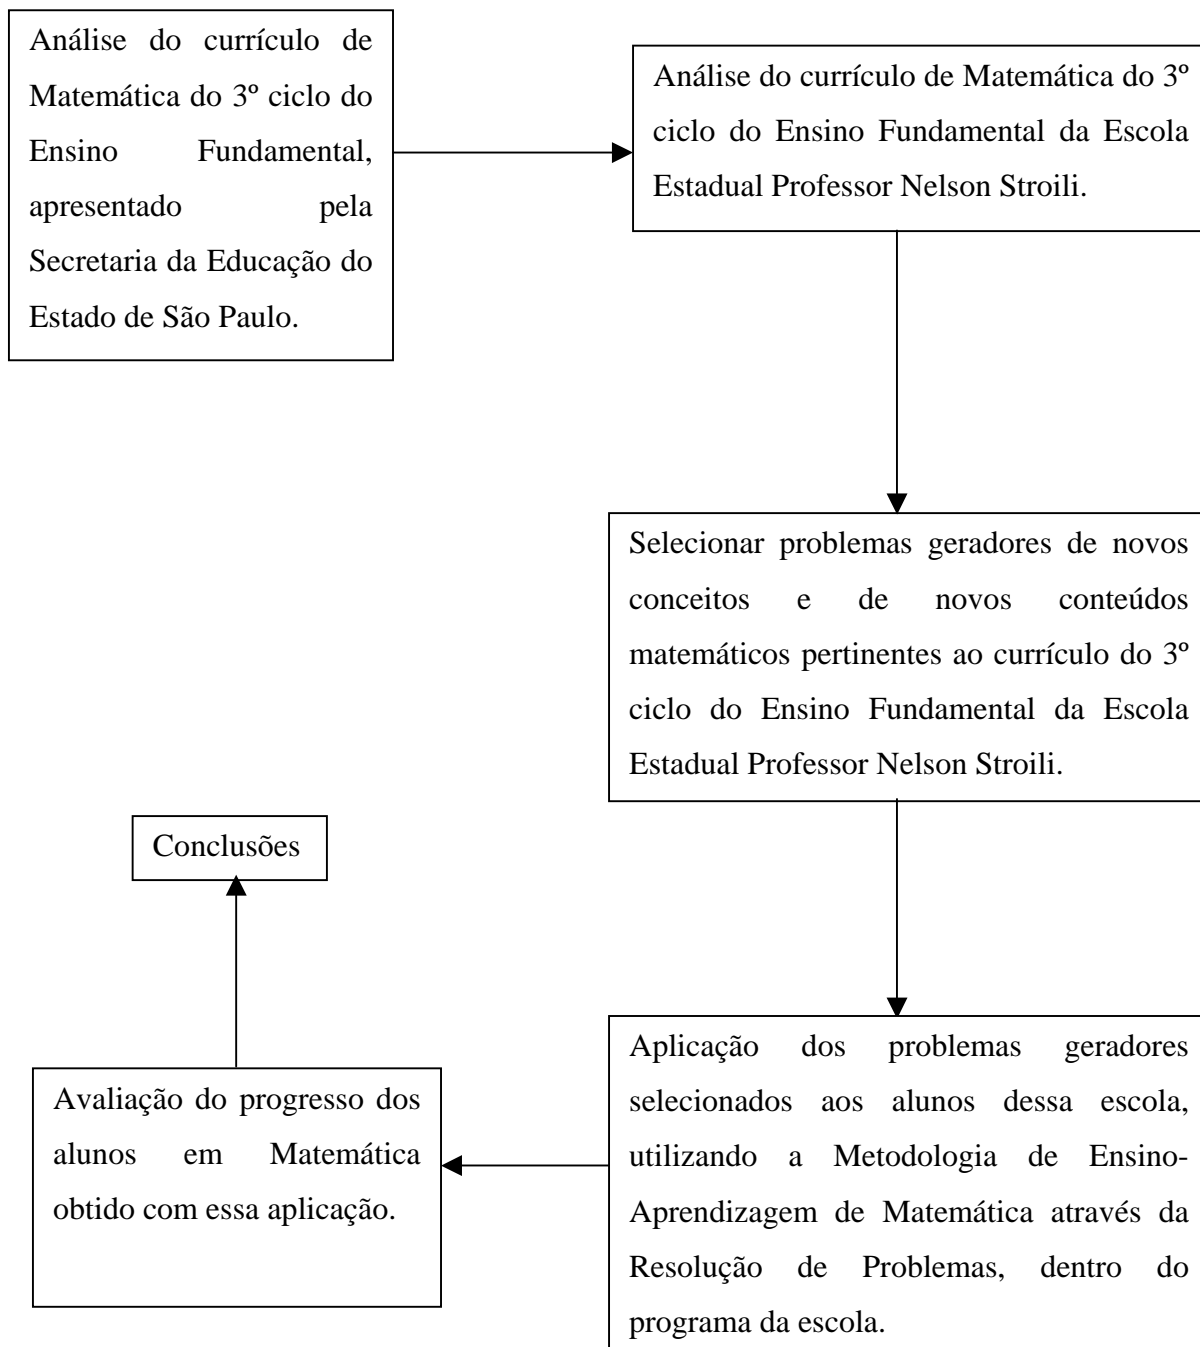 Análise do currículo de
Matemática do 3º ciclo do
Ensino Fundamental,
apresentado pela
Secretaria da Educação do
Estado de São Paulo.
Análise do currículo de Matemática do 3º
ciclo do Ensino Fundamental da Escola
Estadual Professor Nelson Stroili.
Selecionar problemas geradores de novos
conceitos e de novos conteúdos
matemáticos pertinentes ao currículo do 3º
ciclo do Ensino Fundamental da Escola
Estadual Professor Nelson Stroili.
Aplicação dos problemas geradores
selecionados aos alunos dessa escola,
utilizando a Metodologia de Ensino-
Aprendizagem de Matemática através da
Resolução de Problemas, dentro do
programa da escola.
Avaliação do progresso dos
alunos em Matemática
obtido com essa aplicação.
Conclusões